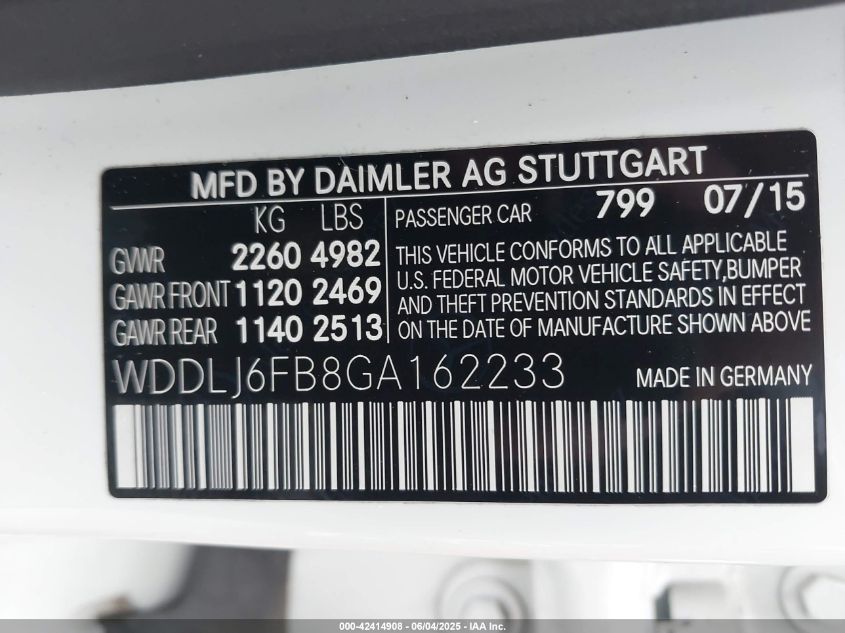 MFD BY DAIMLER AG STUTTGART
KG LBS
GVWR 2260 4982
GAWR FRONT 1120 2469
GAWR REAR 1140 2513
PASSENGER CAR 799 07/15
THIS VEHICLE CONFORMS TO ALL APPLICABLE
U.S. FEDERAL MOTOR VEHICLE SAFETY,BUMPER
AND THEFT PREVENTION STANDARDS IN EFFECT
ON THE DATE OF MANUFACTURE SHOWN ABOVE
WDDLJ6FB8GA162233 MADE IN GERMANY
000-42414908 - 06/04/2025 - IAA Inc.